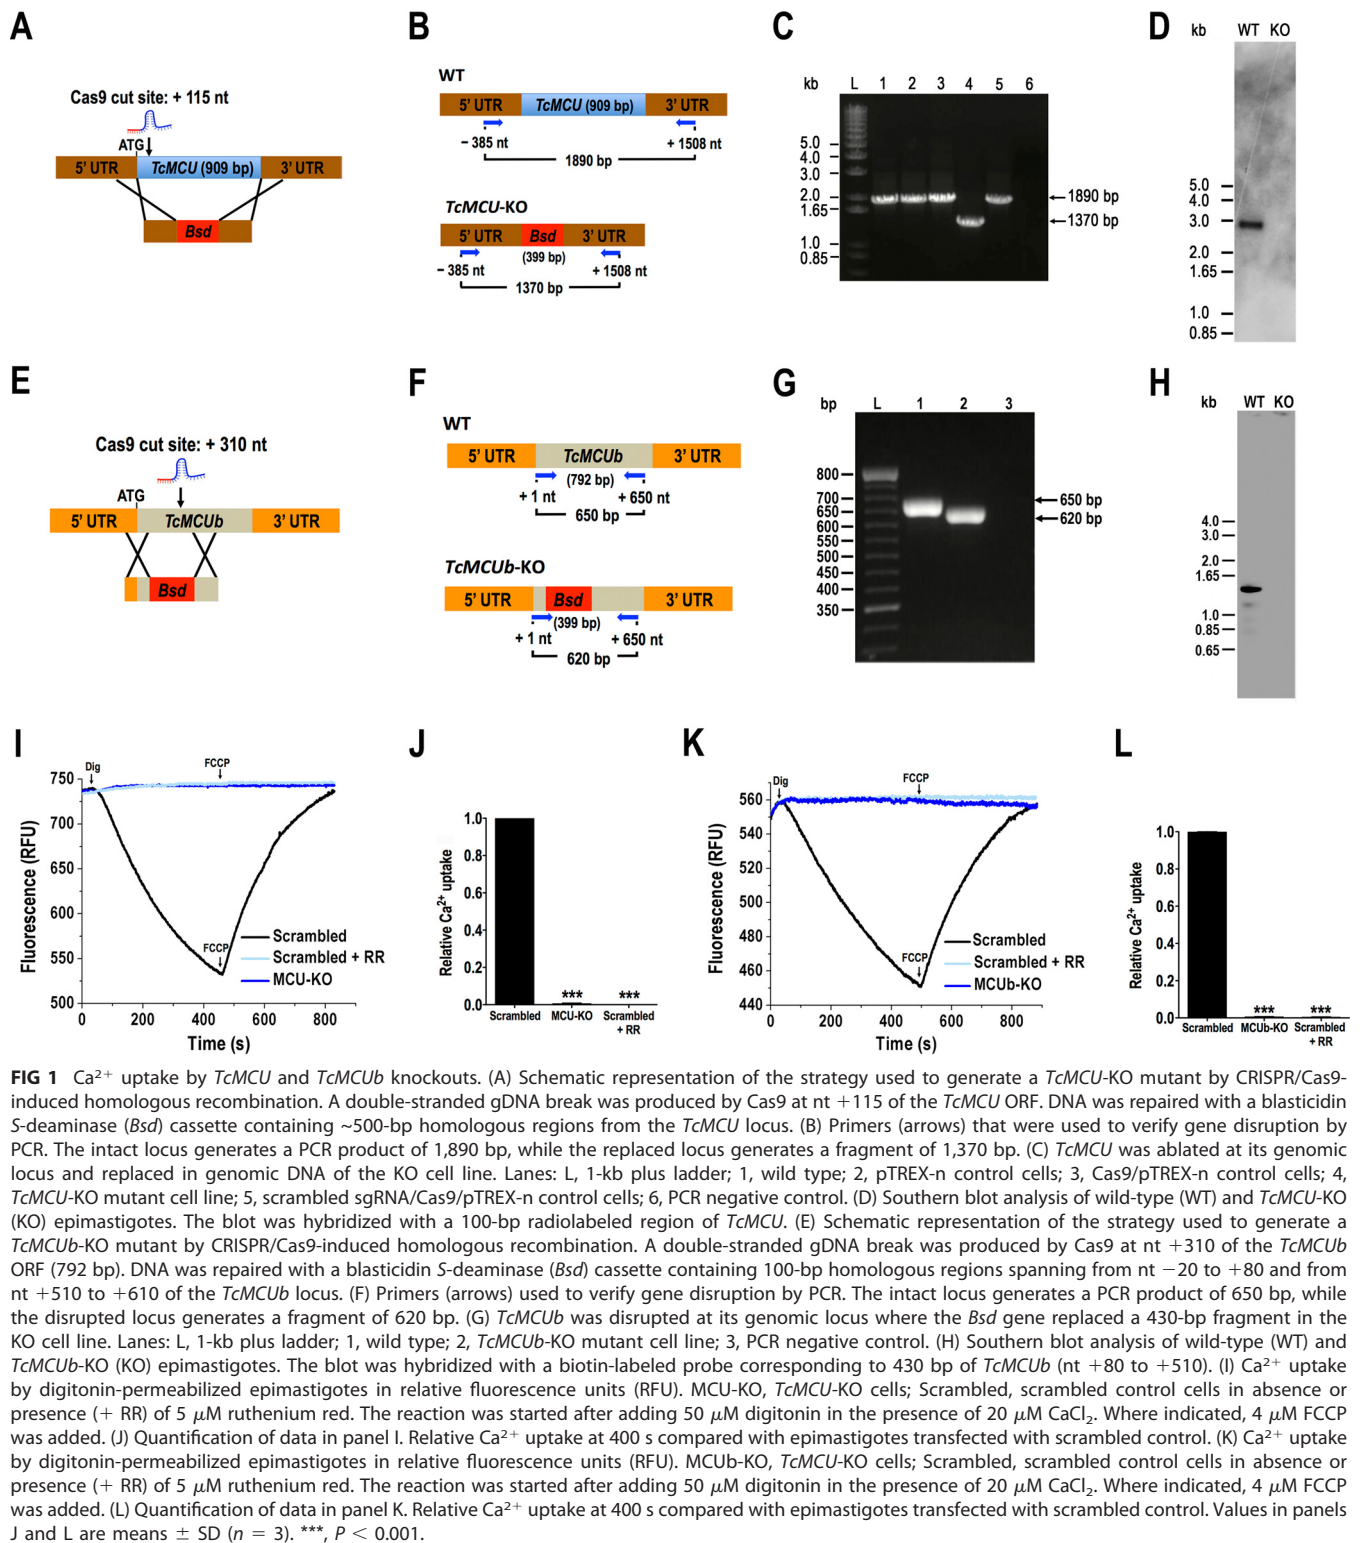 A
Cas9 cut site: + 115 nt
ATG
5' UTR
TcMCU (909 bp)
3' UTR
Bsd
B
WT
5' UTR
TcMCU (909 bp)
3' UTR
– 385 nt
+ 1508 nt
1890 bp
TcMCU-KO
5' UTR
Bsd
3' UTR
(399 bp)
– 385 nt
+ 1508 nt
1370 bp
C
kb
L 1 2 3 4 5 6
5.0
4.0
3.0
2.0
1.65
1.0
0.85
1890 bp
1370 bp
D
kb
WT KO
5.0
4.0
3.0
2.0
1.65
1.0
0.85
E
Cas9 cut site: + 310 nt
ATG
5' UTR
TcMCUb
3' UTR
Bsd
F
WT
5' UTR
TcMCUb
3' UTR
(792 bp)
+ 1 nt
+ 650 nt
650 bp
TcMCUb-KO
5' UTR
Bsd
3' UTR
(399 bp)
+ 1 nt
+ 650 nt
620 bp
G
bp
L 1 2 3
800
700
650
600
550
500
450
400
350
650 bp
620 bp
H
kb
WT KO
4.0
3.0
2.0
1.65
1.0
0.85
0.65
I
Fluorescence (RFU)
750
700
650
600
550
500
Dig
FCCP
FCCP
Scrambled
Scrambled + RR
MCU-KO
0 200 400 600 800
Time (s)
J
Relative Ca2+ uptake
1.0
0.8
0.6
0.4
0.2
0.0
*** ***
Scrambled MCU-KO Scrambled
+ RR
K
Fluorescence (RFU)
560
540
520
500
480
460
440
Dig
FCCP
FCCP
Scrambled
Scrambled + RR
MCUb-KO
0 200 400 600 800
Time (s)
L
Relative Ca2+ uptake
1.0
0.8
0.6
0.4
0.2
0.0
*** ***
Scrambled MCUb-KO Scrambled
+ RR
FIG 1 Ca2+ uptake by TcMCU and TcMCUb knockouts. (A) Schematic representation of the strategy used to generate a TcMCU-KO mutant by CRISPR/Cas9-
induced homologous recombination. A double-stranded gDNA break was produced by Cas9 at nt +115 of the TcMCU ORF. DNA was repaired with a blasticidin
S-deaminase (Bsd) cassette containing ~500-bp homologous regions from the TcMCU locus. (B) Primers (arrows) that were used to verify gene disruption by
PCR. The intact locus generates a PCR product of 1,890 bp, while the replaced locus generates a fragment of 1,370 bp. (C) TcMCU was ablated at its genomic
locus and replaced in genomic DNA of the KO cell line. Lanes: L, 1-kb plus ladder; 1, wild type; 2, pTREX-n control cells; 3, Cas9/pTREX-n control cells; 4,
TcMCU-KO mutant cell line; 5, scrambled sgRNA/Cas9/pTREX-n control cells; 6, PCR negative control. (D) Southern blot analysis of wild-type (WT) and TcMCU-KO
(KO) epimastigotes. The blot was hybridized with a 100-bp radiolabeled region of TcMCU. (E) Schematic representation of the strategy used to generate a
TcMCUb-KO mutant by CRISPR/Cas9-induced homologous recombination. A double-stranded gDNA break was produced by Cas9 at nt +310 of the TcMCUb
ORF (792 bp). DNA was repaired with a blasticidin S-deaminase (Bsd) cassette containing 100-bp homologous regions spanning from nt −20 to +80 and from
nt +510 to +610 of the TcMCUb locus. (F) Primers (arrows) used to verify gene disruption by PCR. The intact locus generates a PCR product of 650 bp, while
the disrupted locus generates a fragment of 620 bp. (G) TcMCUb was disrupted at its genomic locus where the Bsd gene replaced a 430-bp fragment in the
KO cell line. Lanes: L, 1-kb plus ladder; 1, wild type; 2, TcMCUb-KO mutant cell line; 3, PCR negative control. (H) Southern blot analysis of wild-type (WT) and
TcMCUb-KO (KO) epimastigotes. The blot was hybridized with a biotin-labeled probe corresponding to 430 bp of TcMCUb (nt +80 to +510). (I) Ca2+ uptake
by digitonin-permeabilized epimastigotes in relative fluorescence units (RFU). MCU-KO, TcMCU-KO cells; Scrambled, scrambled control cells in absence or
presence (+ RR) of 5 μM ruthenium red. The reaction was started after adding 50 μM digitonin in the presence of 20 μM CaCl2. Where indicated, 4 μM FCCP
was added. (J) Quantification of data in panel I. Relative Ca2+ uptake at 400 s compared with epimastigotes transfected with scrambled control. (K) Ca2+ uptake
by digitonin-permeabilized epimastigotes in relative fluorescence units (RFU). MCUb-KO, TcMCU-KO cells; Scrambled, scrambled control cells in absence or
presence (+ RR) of 5 μM ruthenium red. The reaction was started after adding 50 μM digitonin in the presence of 20 μM CaCl2. Where indicated, 4 μM FCCP
was added. (L) Quantification of data in panel K. Relative Ca2+ uptake at 400 s compared with epimastigotes transfected with scrambled control. Values in panels
J and L are means ± SD (n = 3). ***, P < 0.001.